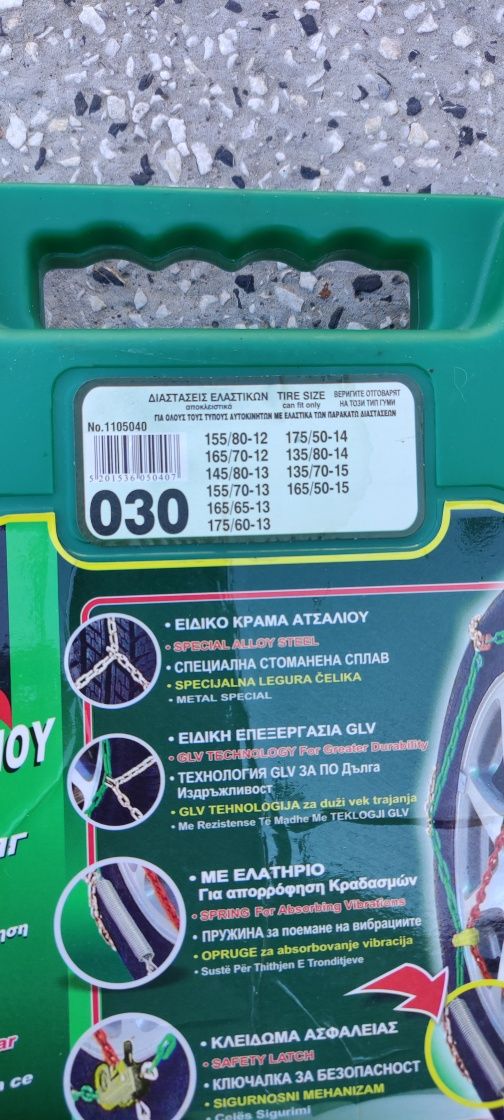 ΔΙΑΣΤΑΣΕΙΣ ΕΛΑΣΤΙΚΩΝ TIRE SIZE ΒΕΡИГИТЕ ОТГОВАРЯТ
αποκλειστικά can fit only НА ТОЗИ ТИП ГУМИ
ΓΙΑ ΟΛΟΥΣ ΤΟΥΣ ΤΥΠΟΥΣ ΑΥΤΟΚΙΝΗΤΩΝ ΜΕ ΕΛΑΣΤΙΚΑ ΤΩΝ ΠΑΡΑΚΑΤΩ ΔΙΑΣΤΑΣΕΩΝ
No.1105040
5 201536 050407
030
155/80-12 175/50-14
165/70-12 135/80-14
145/80-13 135/70-15
155/70-13 165/50-15
165/65-13
175/60-13
• ΕΙΔΙΚΟ ΚΡΑΜΑ ΑΤΣΑΛΙΟΥ
• SPECIAL ALLOY STEEL
• СПЕЦИАЛНА СТОМАНЕНА СПЛАВ
• SPECIJALNA LEGURA ČELIKA
• METAL SPECIAL
• ΕΙΔΙΚΗ ΕΠΕΞΕΡΓΑΣΙΑ GLV
• GLV TECHNOLOGY For Greater Durability
• ТЕХНОЛОГИЯ GLV ЗА ПО Дълга
Издръжливост
• GLV TEHNOLOGIJA za duži vek trajanja
• Me Rezistense Të Madhe Me TEKLOGJI GLV
• ΜΕ ΕΛΑΤΗΡΙΟ
Για απορρόφηση Κραδασμών
• SPRING For Absorbing Vibrations
• ПРУЖИНА за поемане на вибрациите
• OPRUGE za absorbovanje vibracija
• Sustë Për Thithjen E Tronditjeve
• ΚΛΕΙΔΩΜΑ ΑΣΦΑΛΕΙΑΣ
• SAFETY LATCH
• КЛЮЧАЛКА ЗА БЕЗОПАСНОСТ
• SIGURNOSNI MEHANIZAM
• Çelës Sigurimi